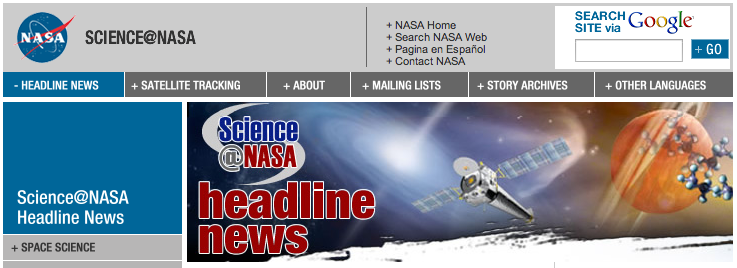 NASA
SCIENCE@NASA
+ NASA Home
+ Search NASA Web
+ Pagina en Español
+ Contact NASA
SEARCH
SITE via
Google
+ GO
- HEADLINE NEWS
+ SATELLITE TRACKING
+ ABOUT
+ MAILING LISTS
+ STORY ARCHIVES
+ OTHER LANGUAGES
Science@NASA
Headline News
+ SPACE SCIENCE
Science
@NASA
headline
news